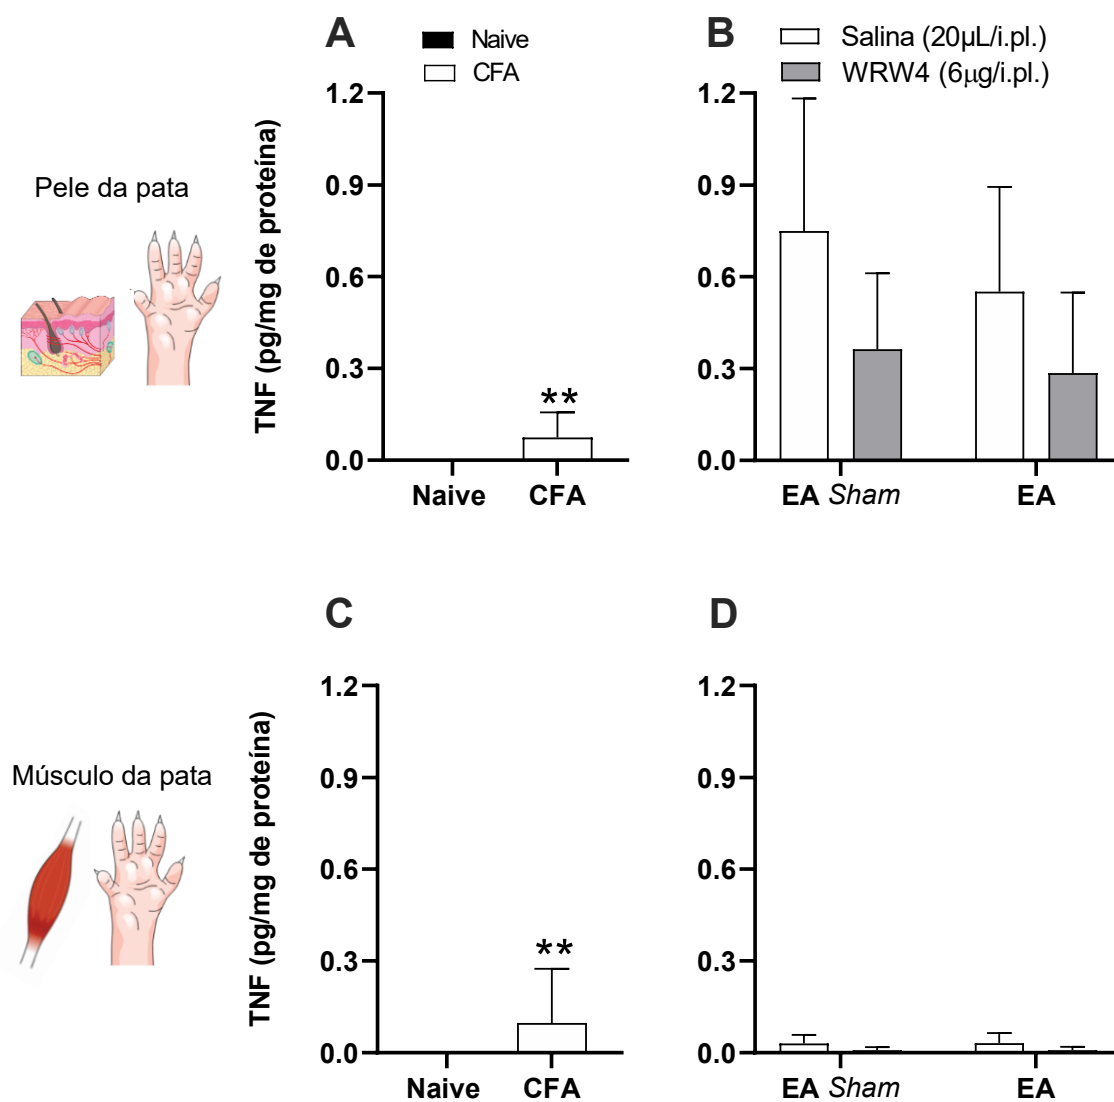 A
Naive
CFA
B
Salina (20μL/i.pl.)
WRW4 (6μg/i.pl.)
Pele da pata
TNF (pg/mg de proteína)
1.2
0.9
0.6
0.3
0.0
**
Naive
CFA
1.2
0.9
0.6
0.3
0.0
EA Sham
EA
C
D
Músculo da pata
TNF (pg/mg de proteína)
1.2
0.9
0.6
0.3
0.0
**
Naive
CFA
1.2
0.9
0.6
0.3
0.0
EA Sham
EA